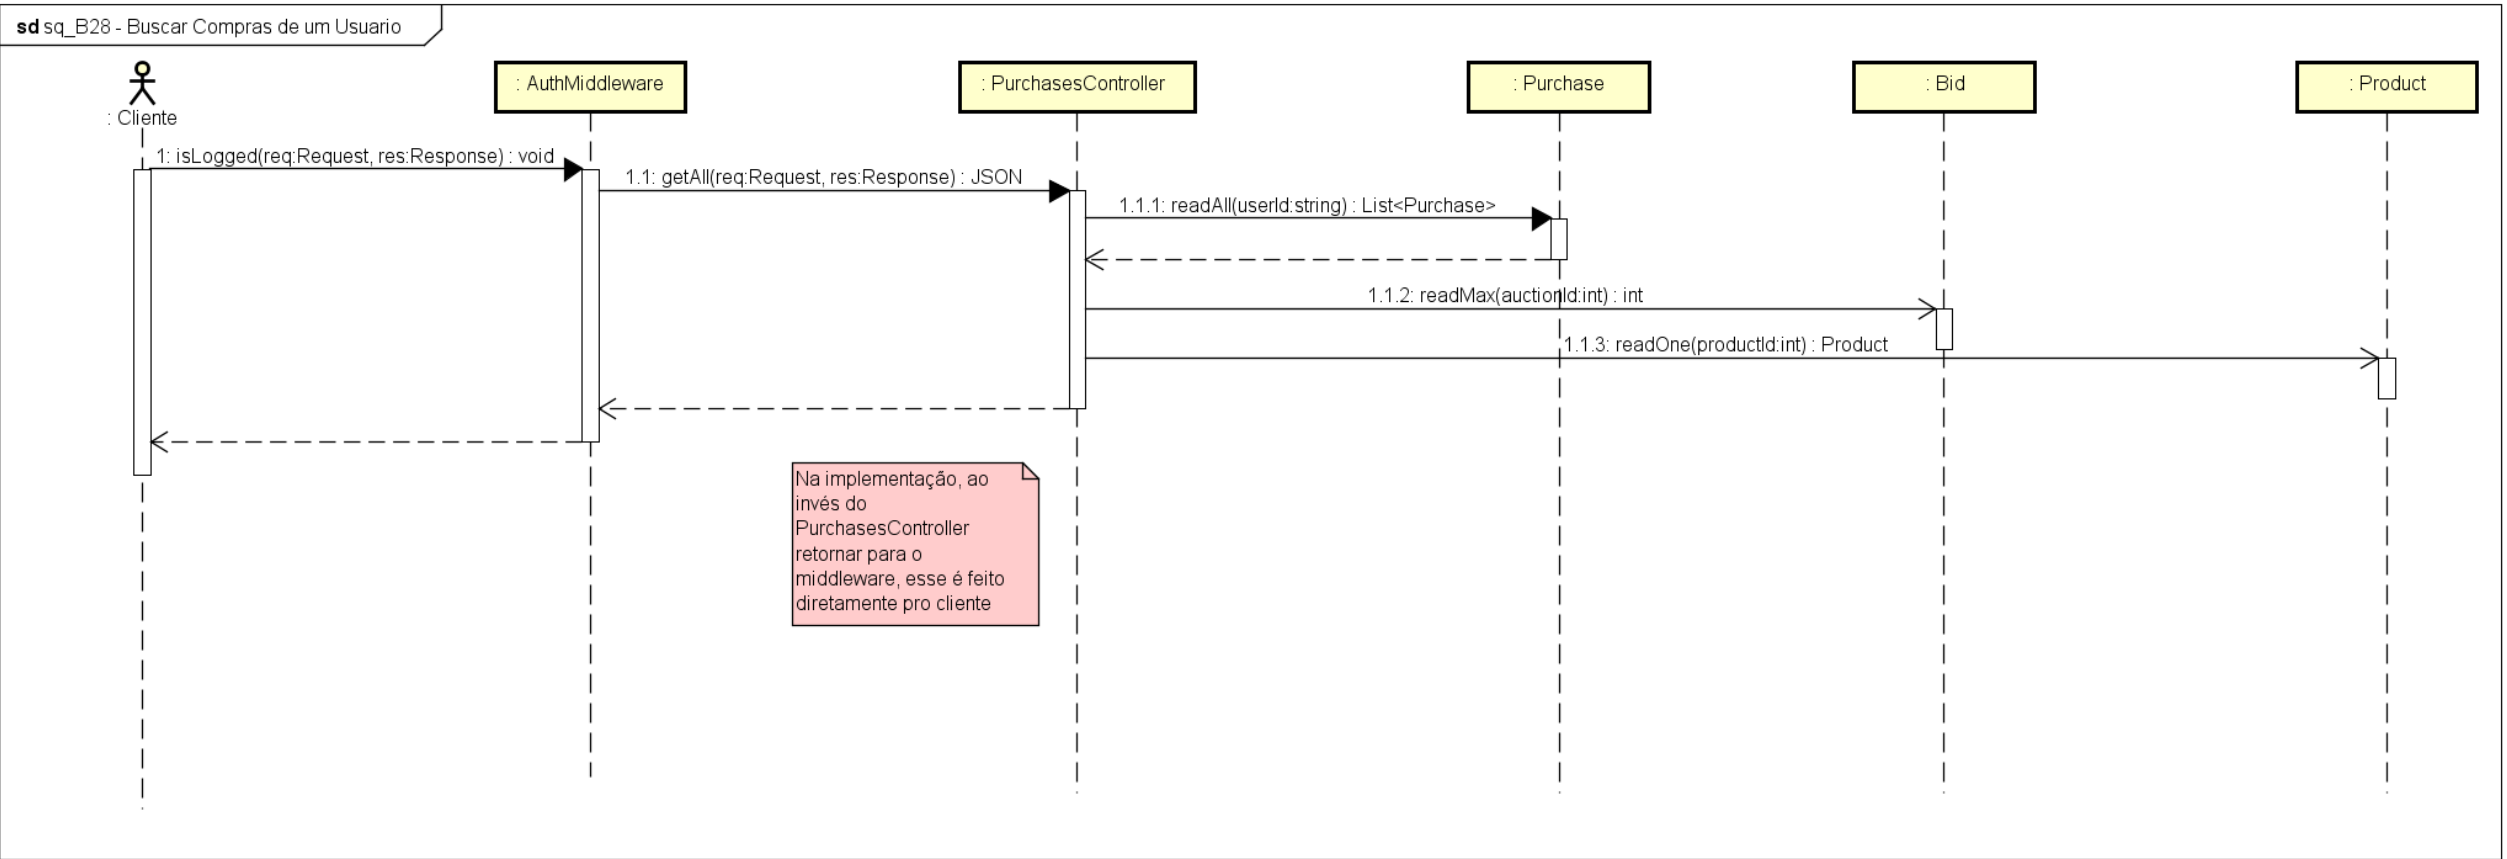 sd sq_B28 - Buscar Compras de um Usuario
: Cliente
: AuthMiddleware
: PurchasesController
: Purchase
: Bid
: Product
1: isLogged(req:Request, res:Response) : void
1.1: getAll(req:Request, res:Response) : JSON
1.1.1: readAll(userId:string) : List<Purchase>
1.1.2: readMax(auctionId:int) : int
1.1.3: readOne(productId:int) : Product
Na implementação, ao
invés do
PurchasesController
retornar para o
middleware, esse é feito
diretamente pro cliente